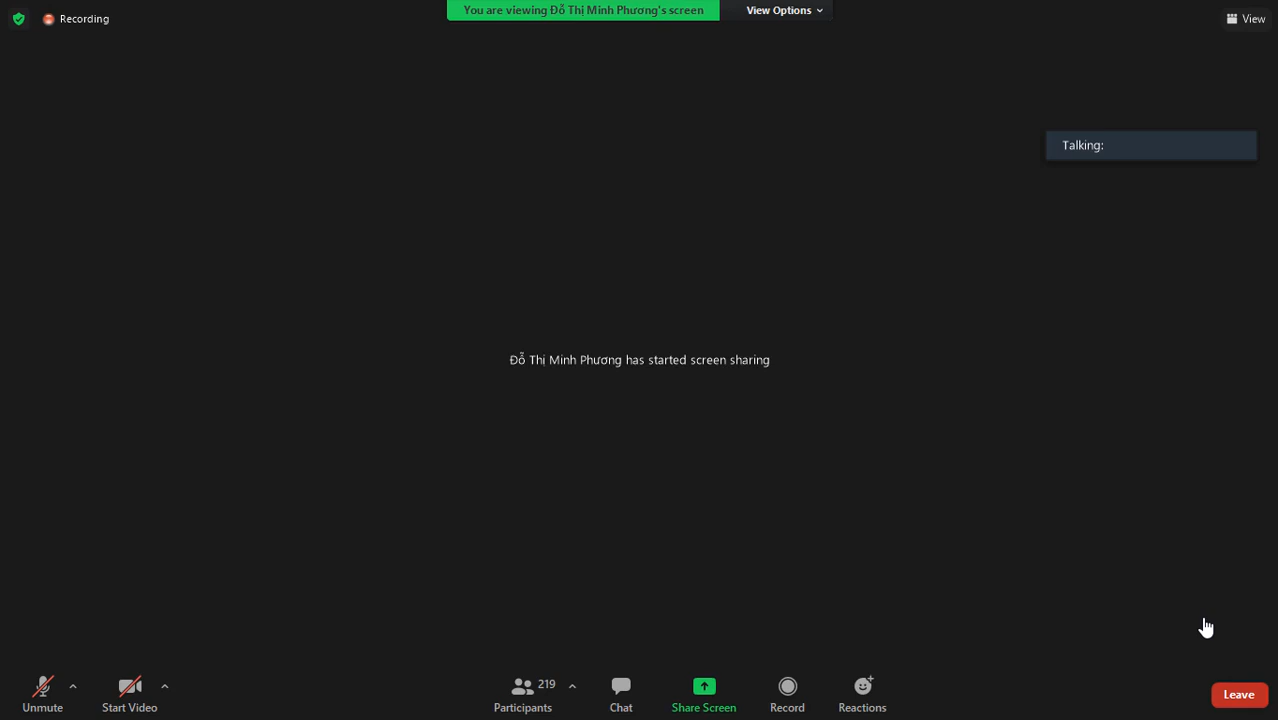 Recording
You are viewing Đỗ Thị Minh Phương's screen
View Options
View
Talking:
Đỗ Thị Minh Phương has started screen sharing
Unmute
Start Video
219
Participants
Chat
Share Screen
Record
Reactions
Leave